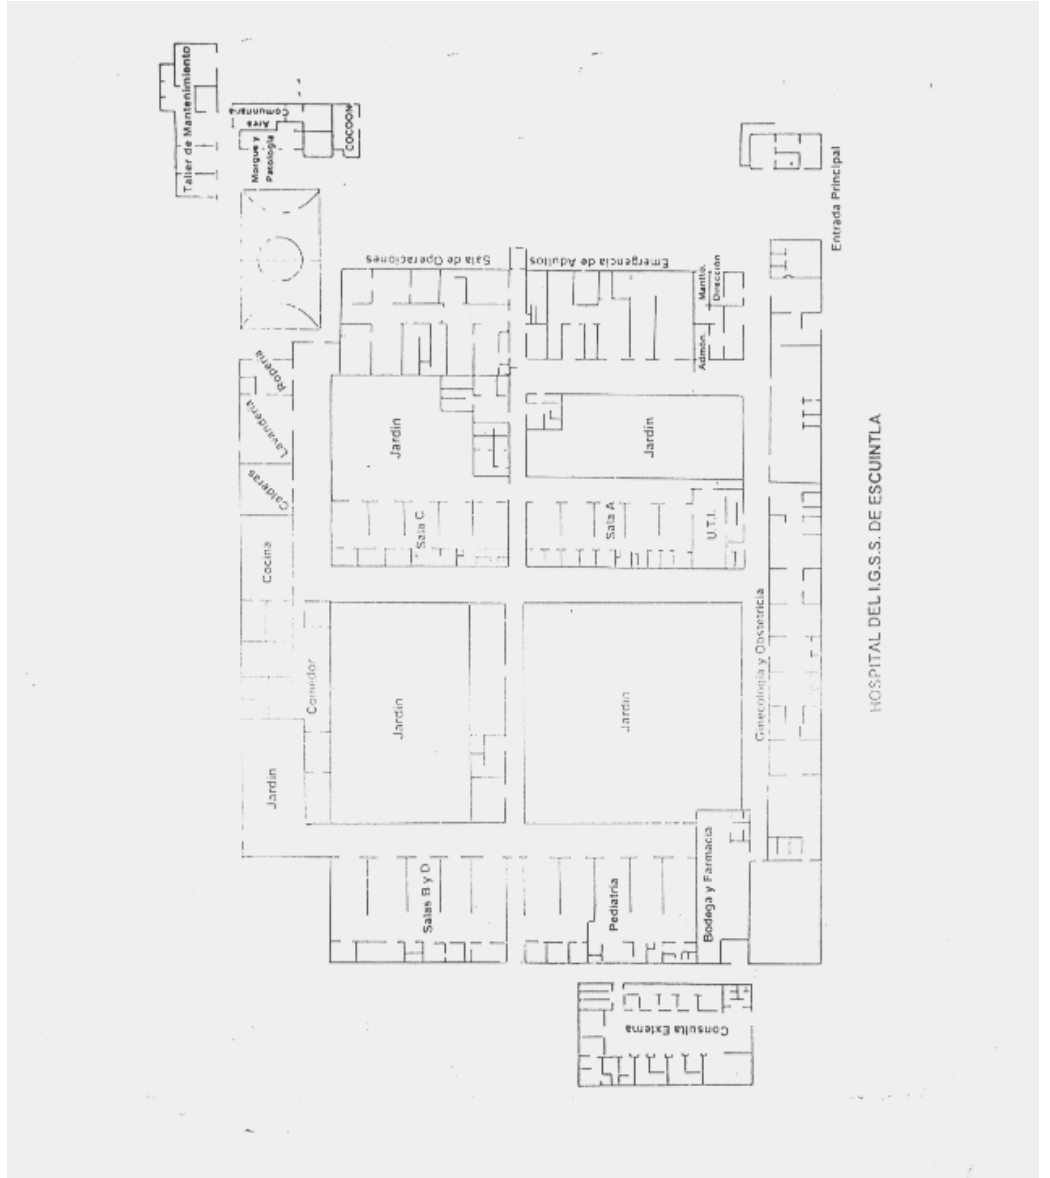 Taller de Mantenimiento
Morgue y
Patología
Area
Comunitaria
COCOON
Entrada Principal
Sala de Operaciones
Emergencia de Adultos
Mantto.
Dirección
Admón.
Ropería
Lavandería
Calderas
Cocina
Comedor
Jardín
Jardín
Jardín
Sala C
Sala A
U.T.I.
Jardín
Jardín
Ginecología y Obstetricia
HOSPITAL DEL I.G.S.S. DE ESCUINTLA
Salas B y D
Pediatría
Bodega y Farmacia
Consulta Externa